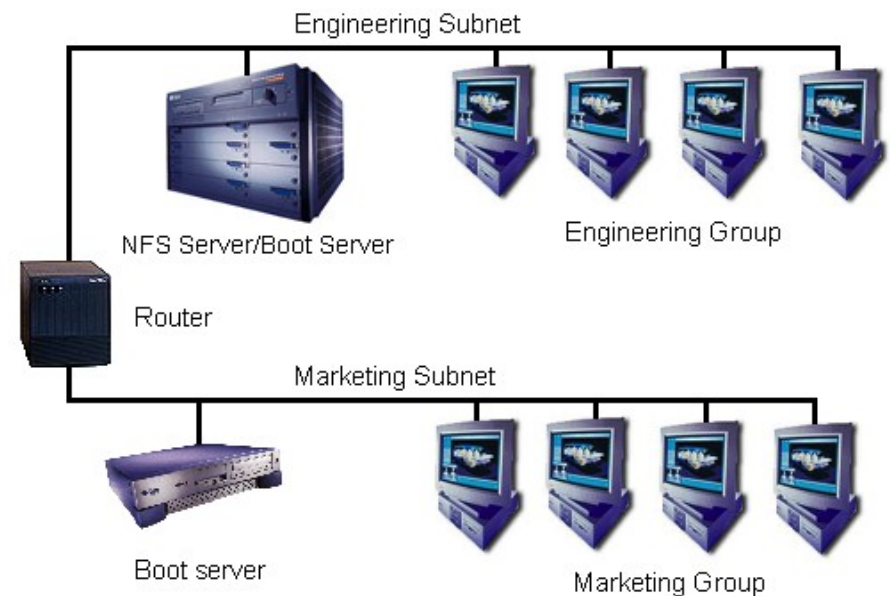 Engineering Subnet
NFS Server/Boot Server
Engineering Group
Router
Marketing Subnet
Boot server
Marketing Group